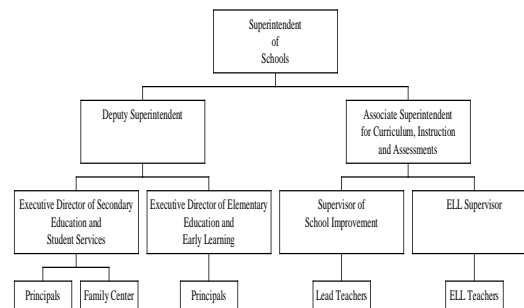 Superintendent
of
Schools
Deputy Superintendent
Associate Superintendent
for Curriculum, Instruction
and Assessments
Executive Director of Secondary
Education and
Student Services
Executive Director of Elementary
Education and
Early Learning
Supervisor of
School Improvement
ELL Supervisor
Principals
Family Center
Principals
Lead Teachers
ELL Teachers